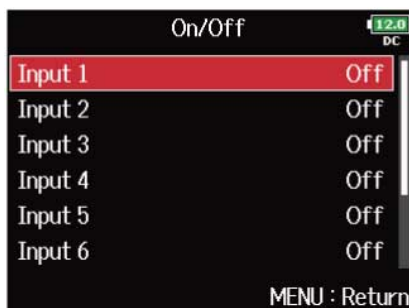 On/Off
12.0
DC
Input 1 Off
Input 2 Off
Input 3 Off
Input 4 Off
Input 5 Off
Input 6 Off
MENU : Return